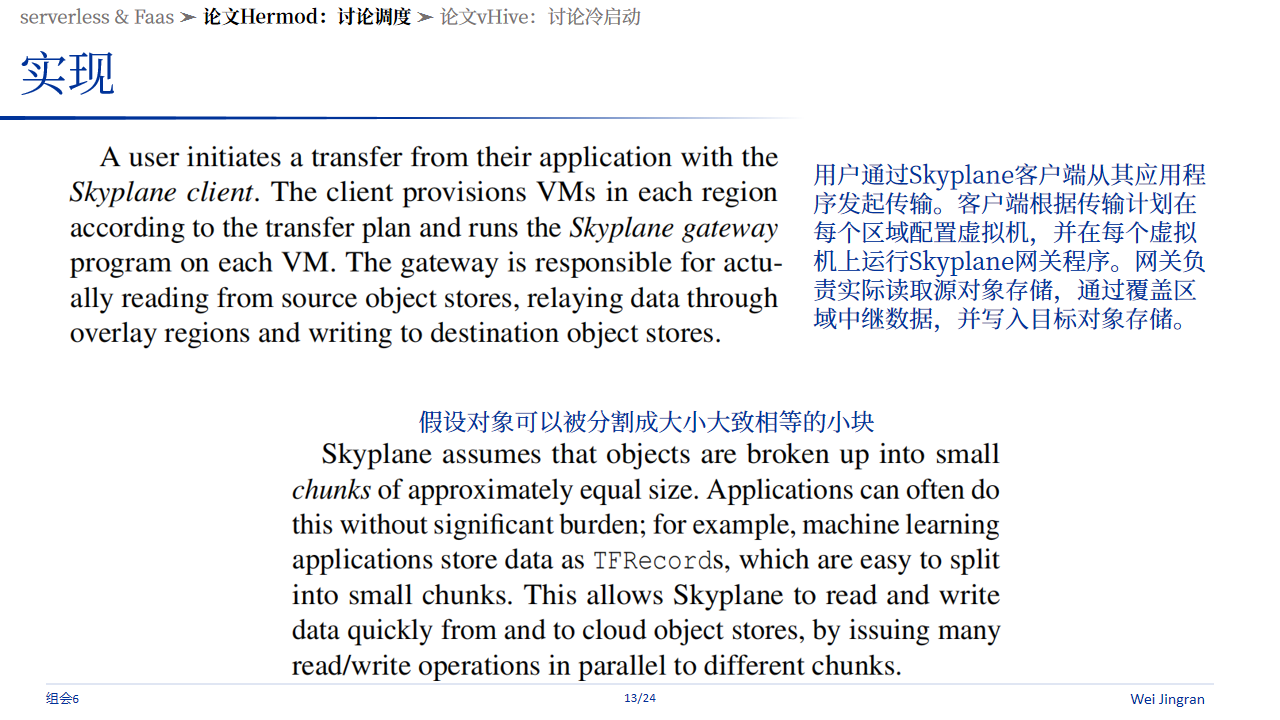 serverless & Faas ➤ 论文Hermod：讨论调度 ➤ 论文vHive：讨论冷启动
实现
A user initiates a transfer from their application with the
Skyplane client. The client provisions VMs in each region
according to the transfer plan and runs the Skyplane gateway
program on each VM. The gateway is responsible for actu-
ally reading from source object stores, relaying data through
overlay regions and writing to destination object stores.
用户通过Skyplane客户端从其应用程
序发起传输。客户端根据传输计划在
每个区域配置虚拟机，并在每个虚拟
机上运行Skyplane网关程序。网关负
责实际读取源对象存储，通过覆盖区
域中继数据，并写入目标对象存储。
假设对象可以被分割成大小大致相等的小块
Skyplane assumes that objects are broken up into small
chunks of approximately equal size. Applications can often do
this without significant burden; for example, machine learning
applications store data as TFRecords, which are easy to split
into small chunks. This allows Skyplane to read and write
data quickly from and to cloud object stores, by issuing many
read/write operations in parallel to different chunks.
组会6
13/24
Wei Jingran